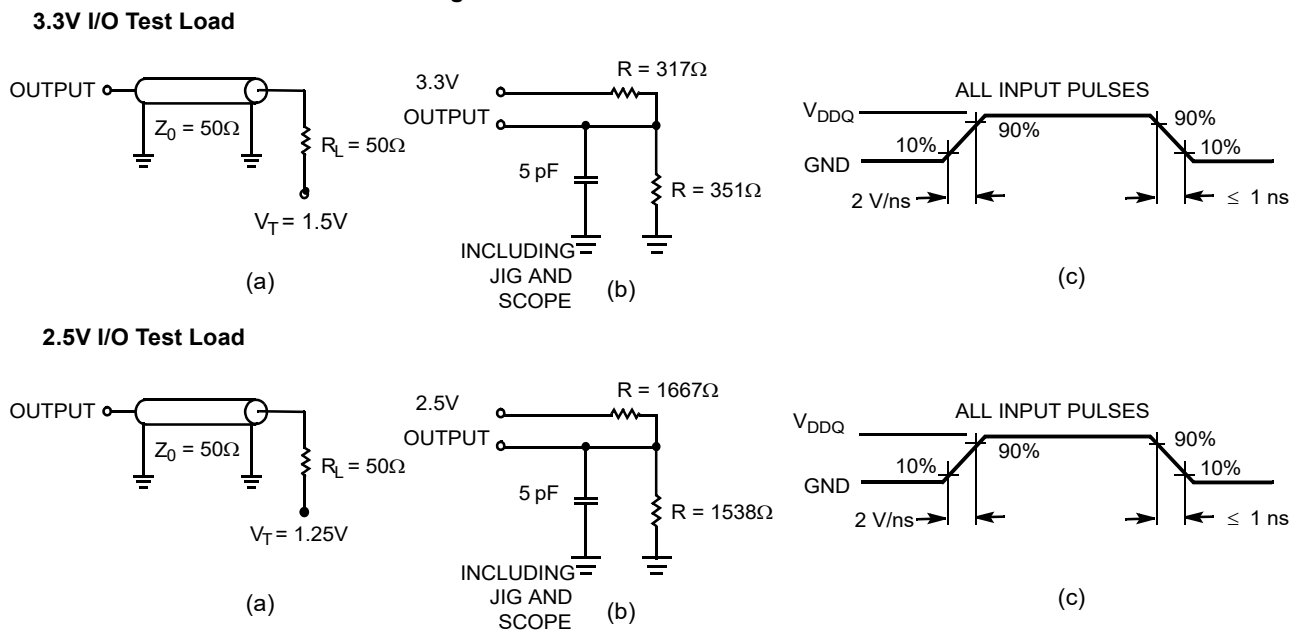 3.3V I/O Test Load
OUTPUT
Z0 = 50Ω
RL = 50Ω
VT = 1.5V
(a)
3.3V
OUTPUT
R = 317Ω
5 pF
R = 351Ω
INCLUDING
JIG AND
SCOPE
(b)
ALL INPUT PULSES
VDDQ
GND
10%
90%
90%
10%
2 V/ns
≤ 1 ns
(c)
2.5V I/O Test Load
OUTPUT
Z0 = 50Ω
RL = 50Ω
VT = 1.25V
(a)
2.5V
OUTPUT
R = 1667Ω
5 pF
R = 1538Ω
INCLUDING
JIG AND
SCOPE
(b)
ALL INPUT PULSES
VDDQ
GND
10%
90%
90%
10%
2 V/ns
≤ 1 ns
(c)